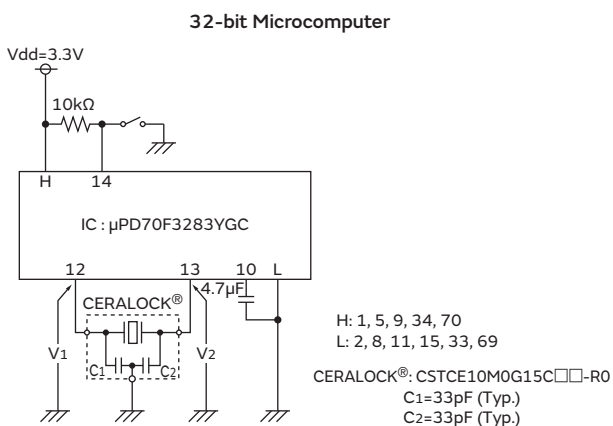 32-bit Microcomputer
Vdd=3.3V
10kΩ
H 14
IC : µPD70F3283YGC
12 13 10 L
4.7µF
CERALOCK®
V1 C1 C2 V2
H: 1, 5, 9, 34, 70
L: 2, 8, 11, 15, 33, 69
CERALOCK®: CSTCE10M0G15C□□-R0
C1=33pF (Typ.)
C2=33pF (Typ.)